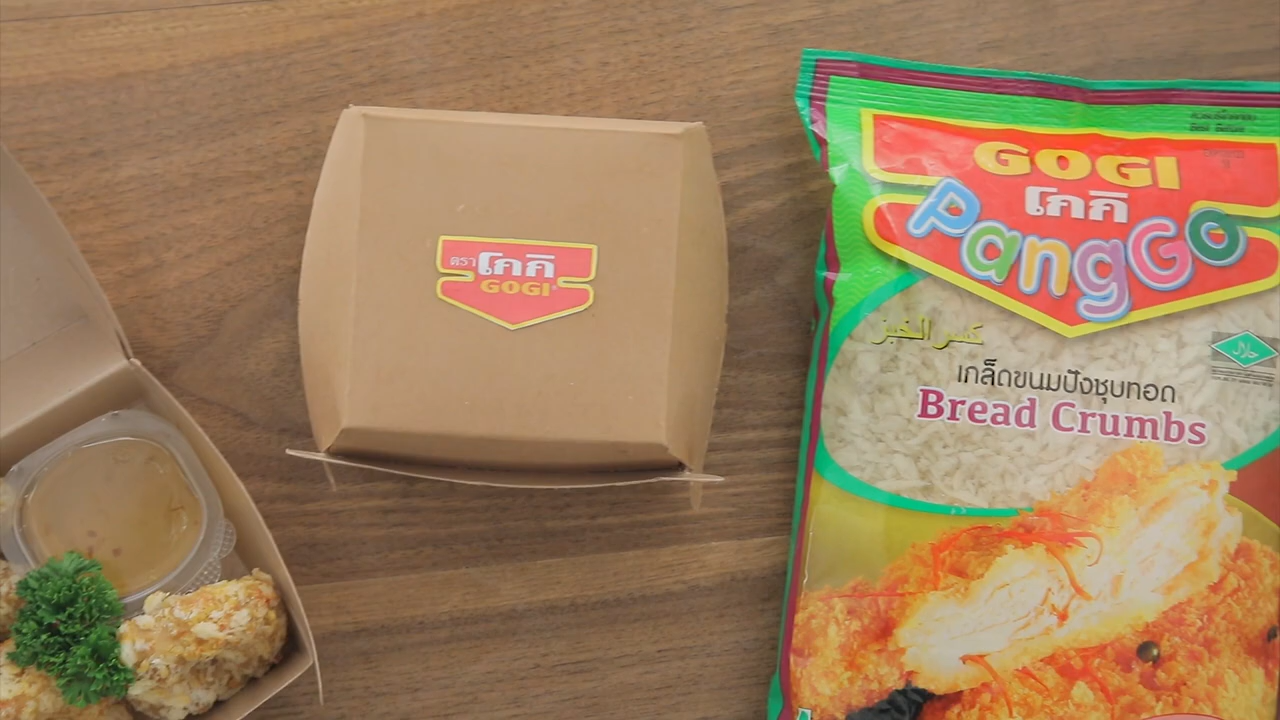 ตรา โกกิ
GOGI
GOGI
โกกิ
PangGo
كسر الخبز
حلال
เกล็ดขนมปังชุบทอด
Bread Crumbs